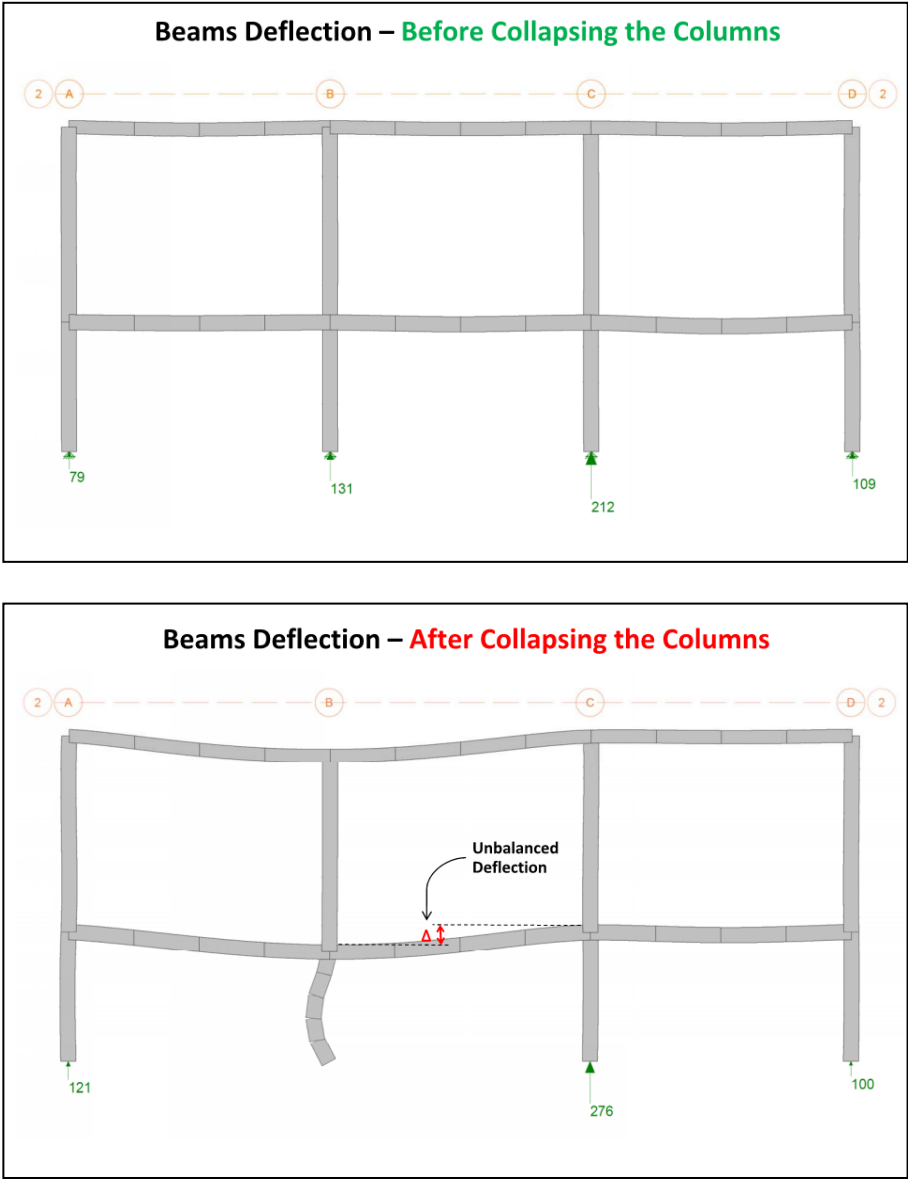 Beams Deflection – Before Collapsing the Columns
2 A B C D 2
79
131
212
109
Beams Deflection – After Collapsing the Columns
2 A B C D 2
Unbalanced
Deflection
Δ
121
276
100